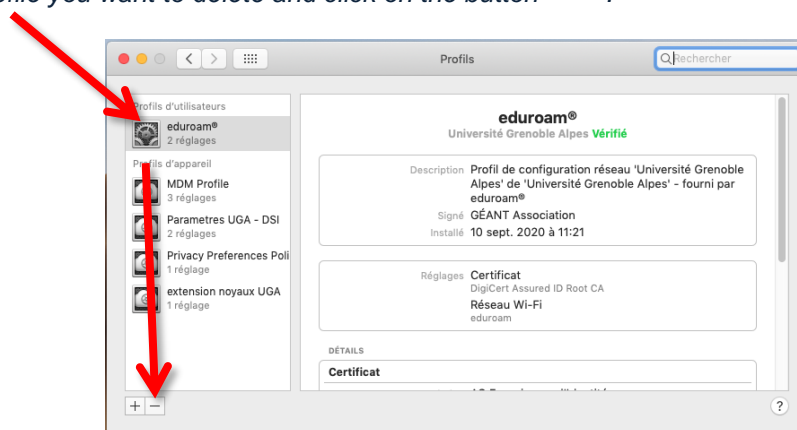 you want to delete and click on the button
Profils
Rechercher
Profils d'utilisateurs
eduroam®
2 réglages
Profils d'appareil
MDM Profile
3 réglages
Parametres UGA - DSI
2 réglages
Privacy Preferences Poli
1 réglage
extension noyaux UGA
1 réglage
eduroam®
Université Grenoble Alpes Vérifié
Description Profil de configuration réseau 'Université Grenoble
Alpes' de 'Université Grenoble Alpes' - fourni par
eduroam®
Signé GÉANT Association
Installé 10 sept. 2020 à 11:21
Réglages Certificat
DigiCert Assured ID Root CA
Réseau Wi-Fi
eduroam
DÉTAILS
Certificat
+ −
?